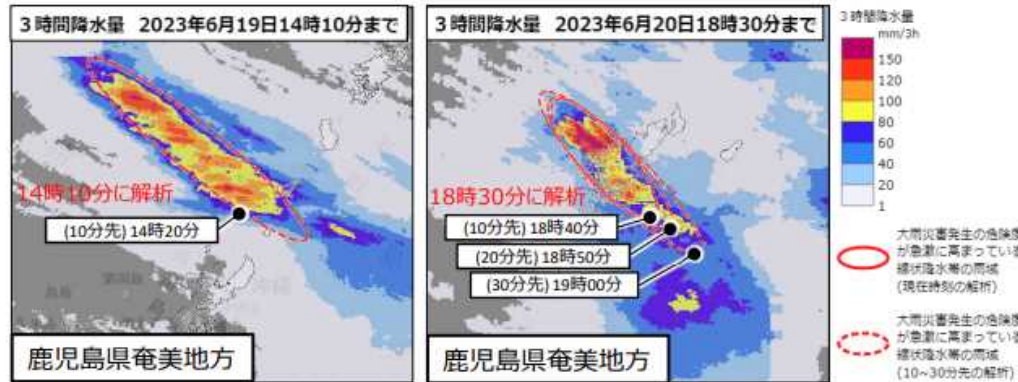 3時間降水量 2023年6月19日14時10分まで
14時10分に解析
(10分先) 14時20分
鹿児島県奄美地方
3時間降水量 2023年6月20日18時30分まで
18時30分に解析
(10分先) 18時40分
(20分先) 18時50分
(30分先) 19時00分
鹿児島県奄美地方
3時間降水量
mm/3h
150
120
100
80
60
40
20
1
大雨災害発生の危険度
が急激に高まっている
線状降水帯の雨域
(現在時刻の解析)
大雨災害発生の危険度
が急激に高まっている
線状降水帯の雨域
(10~30分先の解析)